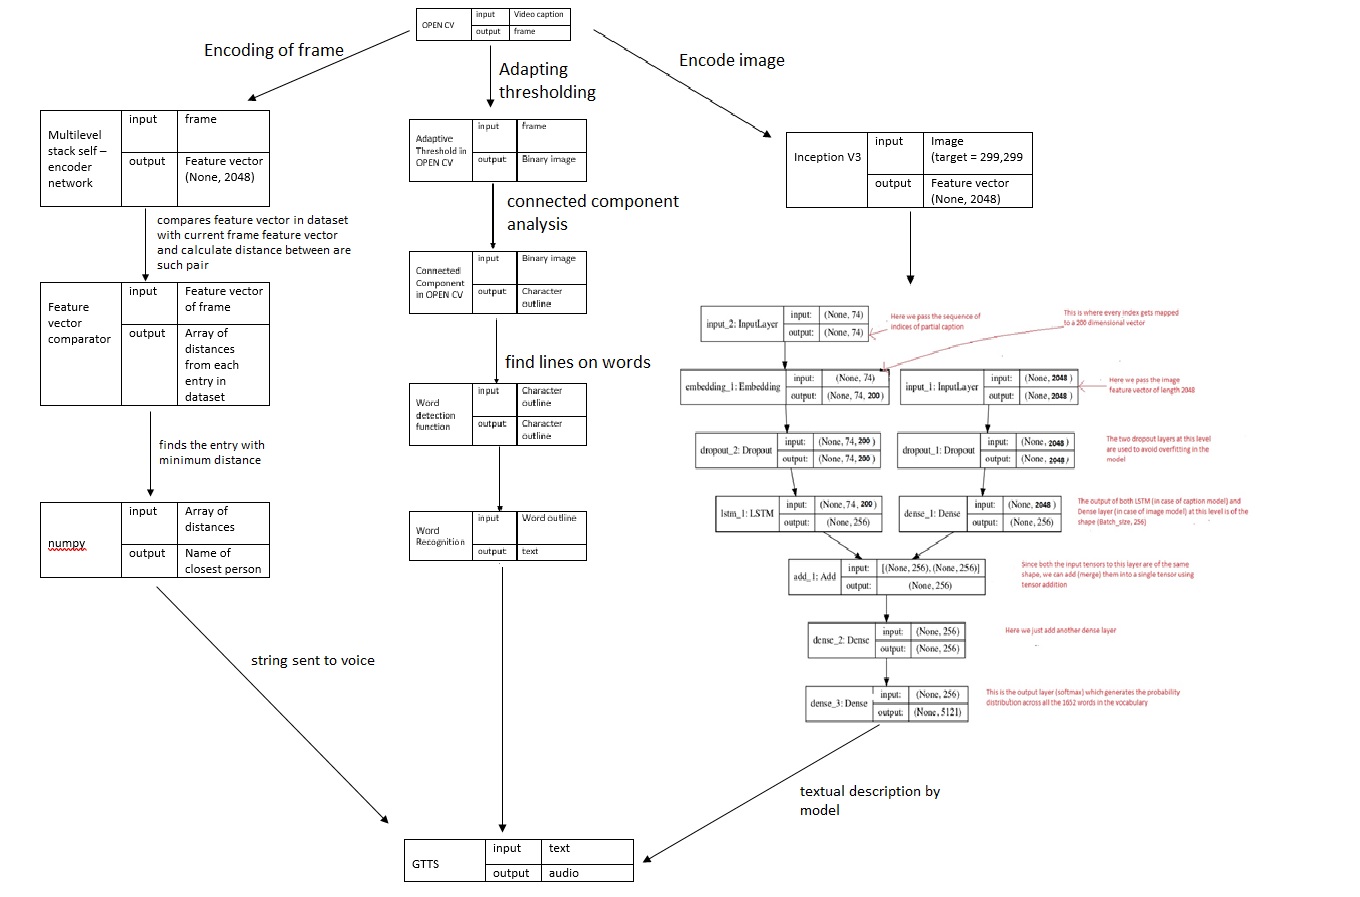 OPEN CV
input Video caption
output frame
Encoding of frame
Adapting
thresholding
Encode image
Multilevel
stack self –
encoder
network
input frame
output Feature vector
(None, 2048)
compares feature vector in dataset
with current frame feature vector
and calculate distance between are
such pair
Feature
vector
comparator
input Feature vector
of frame
output Array of
distances
from each
entry in
dataset
finds the entry with
minimum distance
numpy
input Array of
distances
output Name of
closest person
string sent to voice
Adaptive
Threshold in
OPEN CV
input frame
output Binary image
connected component
analysis
Connected
Component
in OPEN CV
input Binary image
output Character
outline
find lines on words
Word
detection
function
input Character
outline
output Character
outline
Word
Recognition
input Word outline
output text
Inception V3
input Image
(target = 299,299
output Feature vector
(None, 2048)
input_2: InputLayer
input: (None, 74)
output: (None, 74)
Here we pass the sequence of
indices of partial caption
This is where every index gets mapped
to a 200 dimensional vector
embedding_1: Embedding
input: (None, 74)
output: (None, 74, 200 )
input_1: InputLayer
input: (None, 2048 )
output: (None, 2048 )
Here we pass the image
feature vector of length 2048
dropout_2: Dropout
input: (None, 74, 200 )
output: (None, 74, 200 )
dropout_1: Dropout
input: (None, 2048)
output: (None, 2048)
The two dropout layers at this level
are used to avoid overfitting in the
model
lstm_1: LSTM
input: (None, 74, 200 )
output: (None, 256)
dense_1: Dense
input: (None, 2048 )
output: (None, 256)
The output of both LSTM (in case of caption model) and
Dense layer (in case of image model) at this level is of the
shape (Batch_size, 256)
add_1: Add
input: [(None, 256), (None, 256)]
output: (None, 256)
Since both the input tensors to this layer are of the same
shape, we can add (merge) them into a single tensor using
tensor addition
dense_2: Dense
input: (None, 256)
output: (None, 256)
Here we just add another dense layer
dense_3: Dense
input: (None, 256)
output: (None, 5121)
This is the output layer (softmax) which generates the probability
distribution across all the 1652 words in the vocabulary
textual description by
model
GTTS
input text
output audio